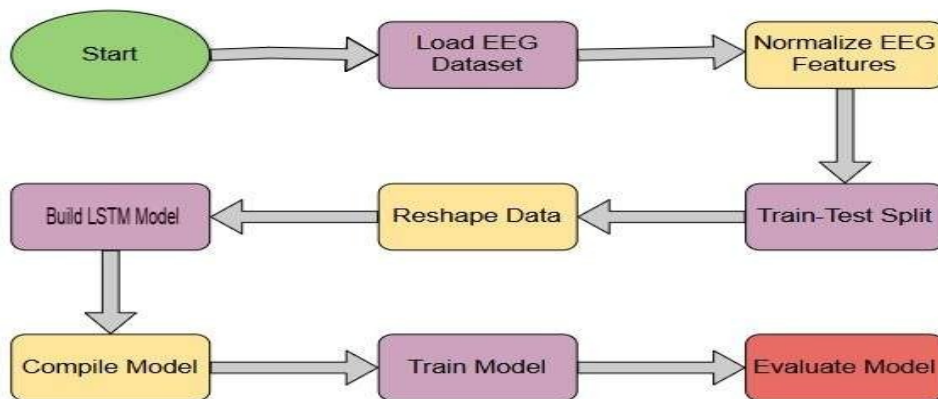 Start
Load EEG
Dataset
Normalize EEG
Features
Train-Test Split
Reshape Data
Build LSTM Model
Compile Model
Train Model
Evaluate Model